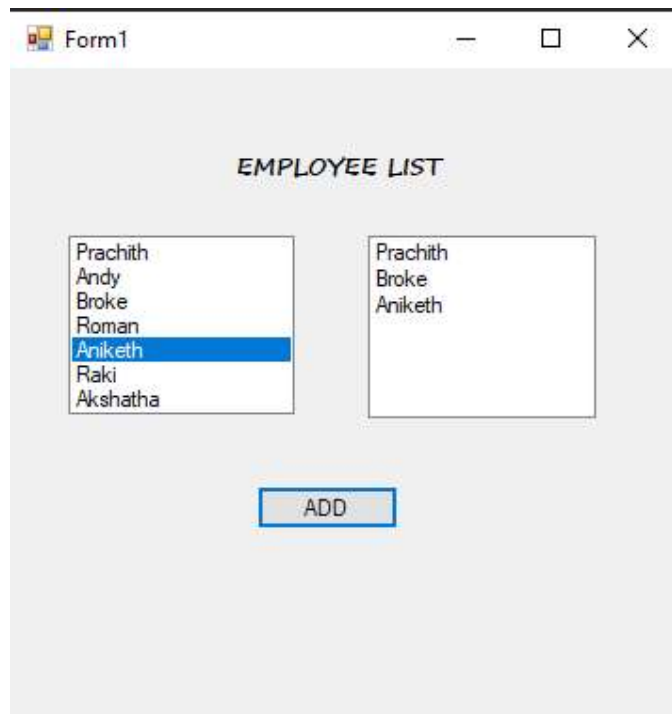 Form1
EMPLOYEE LIST
Prachith
Andy
Broke
Roman
Aniketh
Raki
Akshatha
Prachith
Broke
Aniketh
ADD